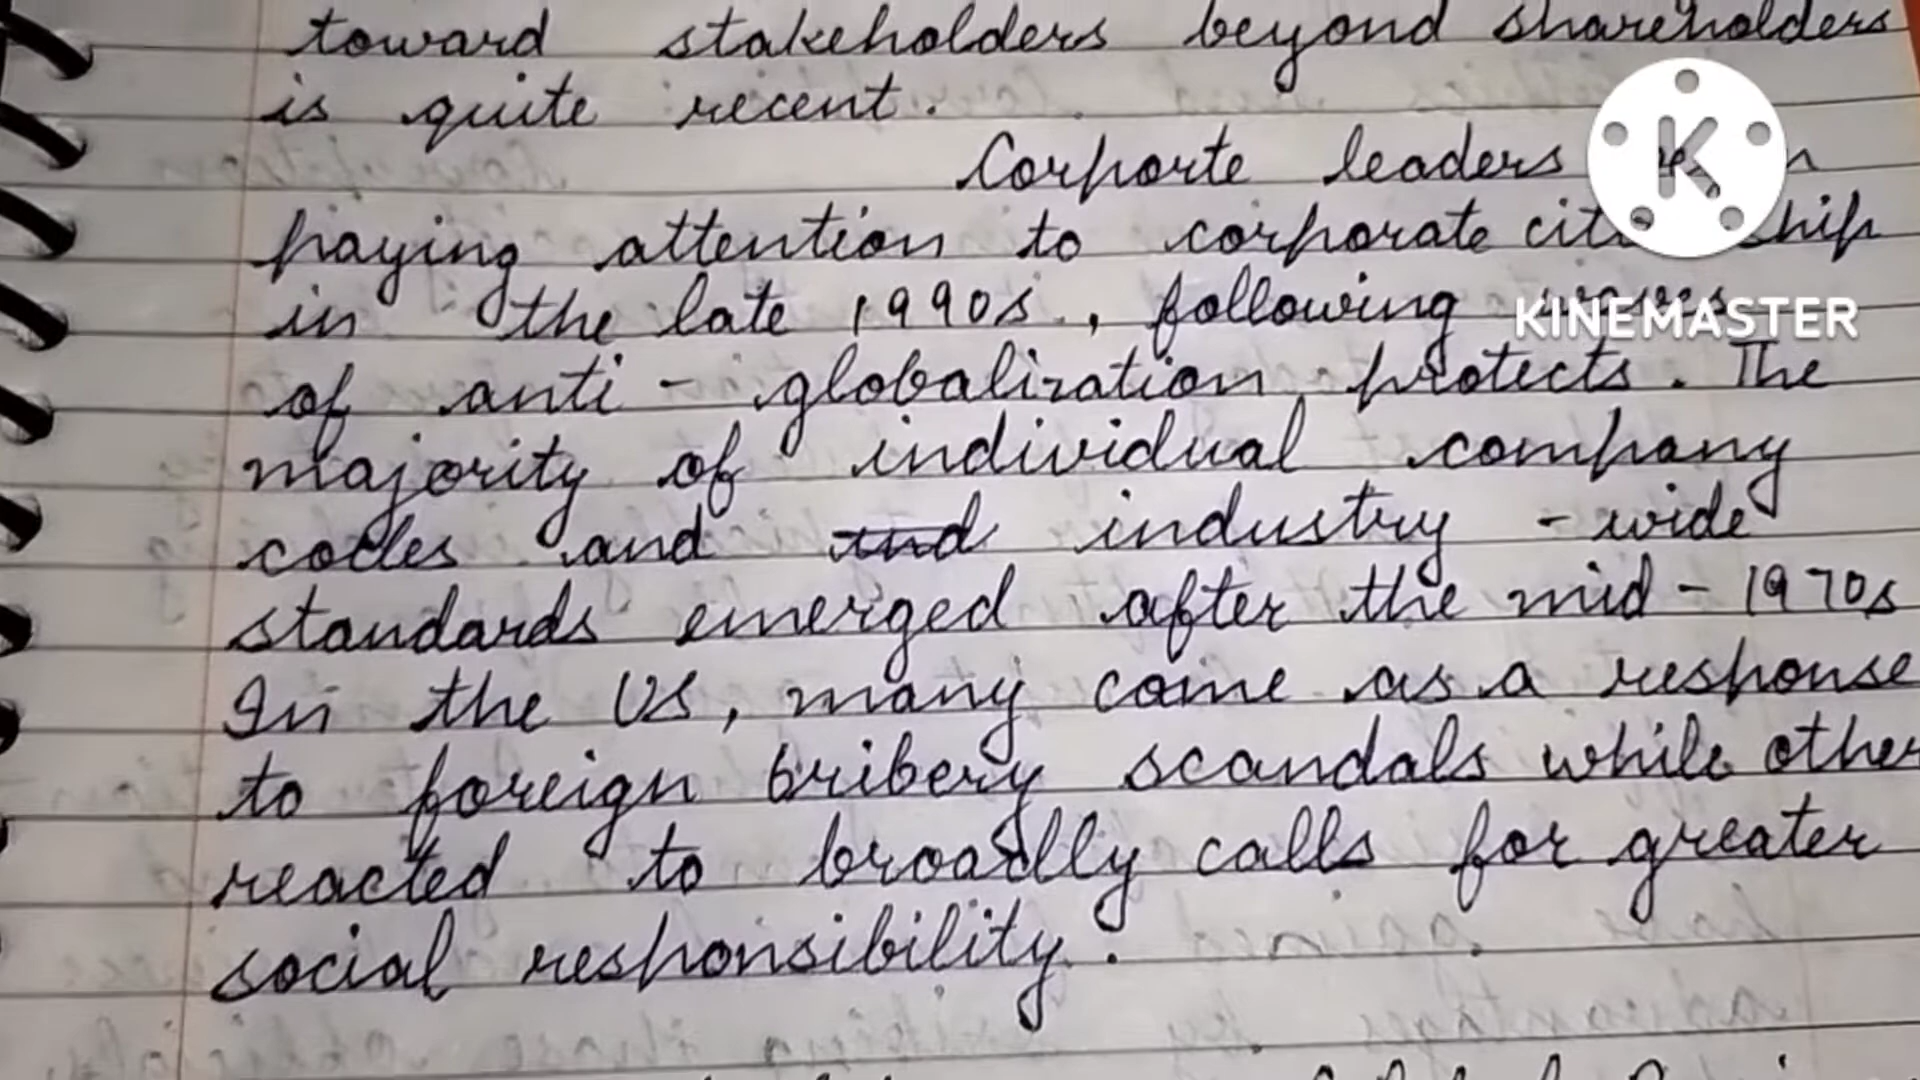 toward stakeholders beyond shareholders
is quite recent.
Corporte leaders
paying attention to corporate
in the late 1990s, following waves
of anti - globalization protects. The
majority of individual company
codes and and industry - wide
standards emerged after the mid - 1970s
In the US, many came as a response
to foreign bribery scandals while other
reacted to broadlly calls for greater
social responsibility.
K
KINEMASTER